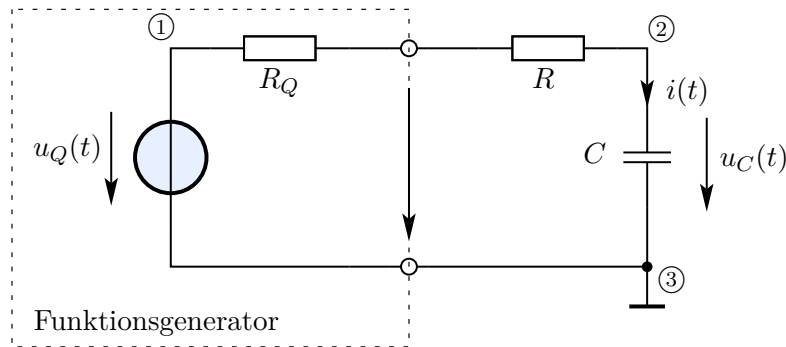 ①
②
R_Q
R
i(t)
u_Q(t)
C
u_C(t)
③
Funktionsgenerator